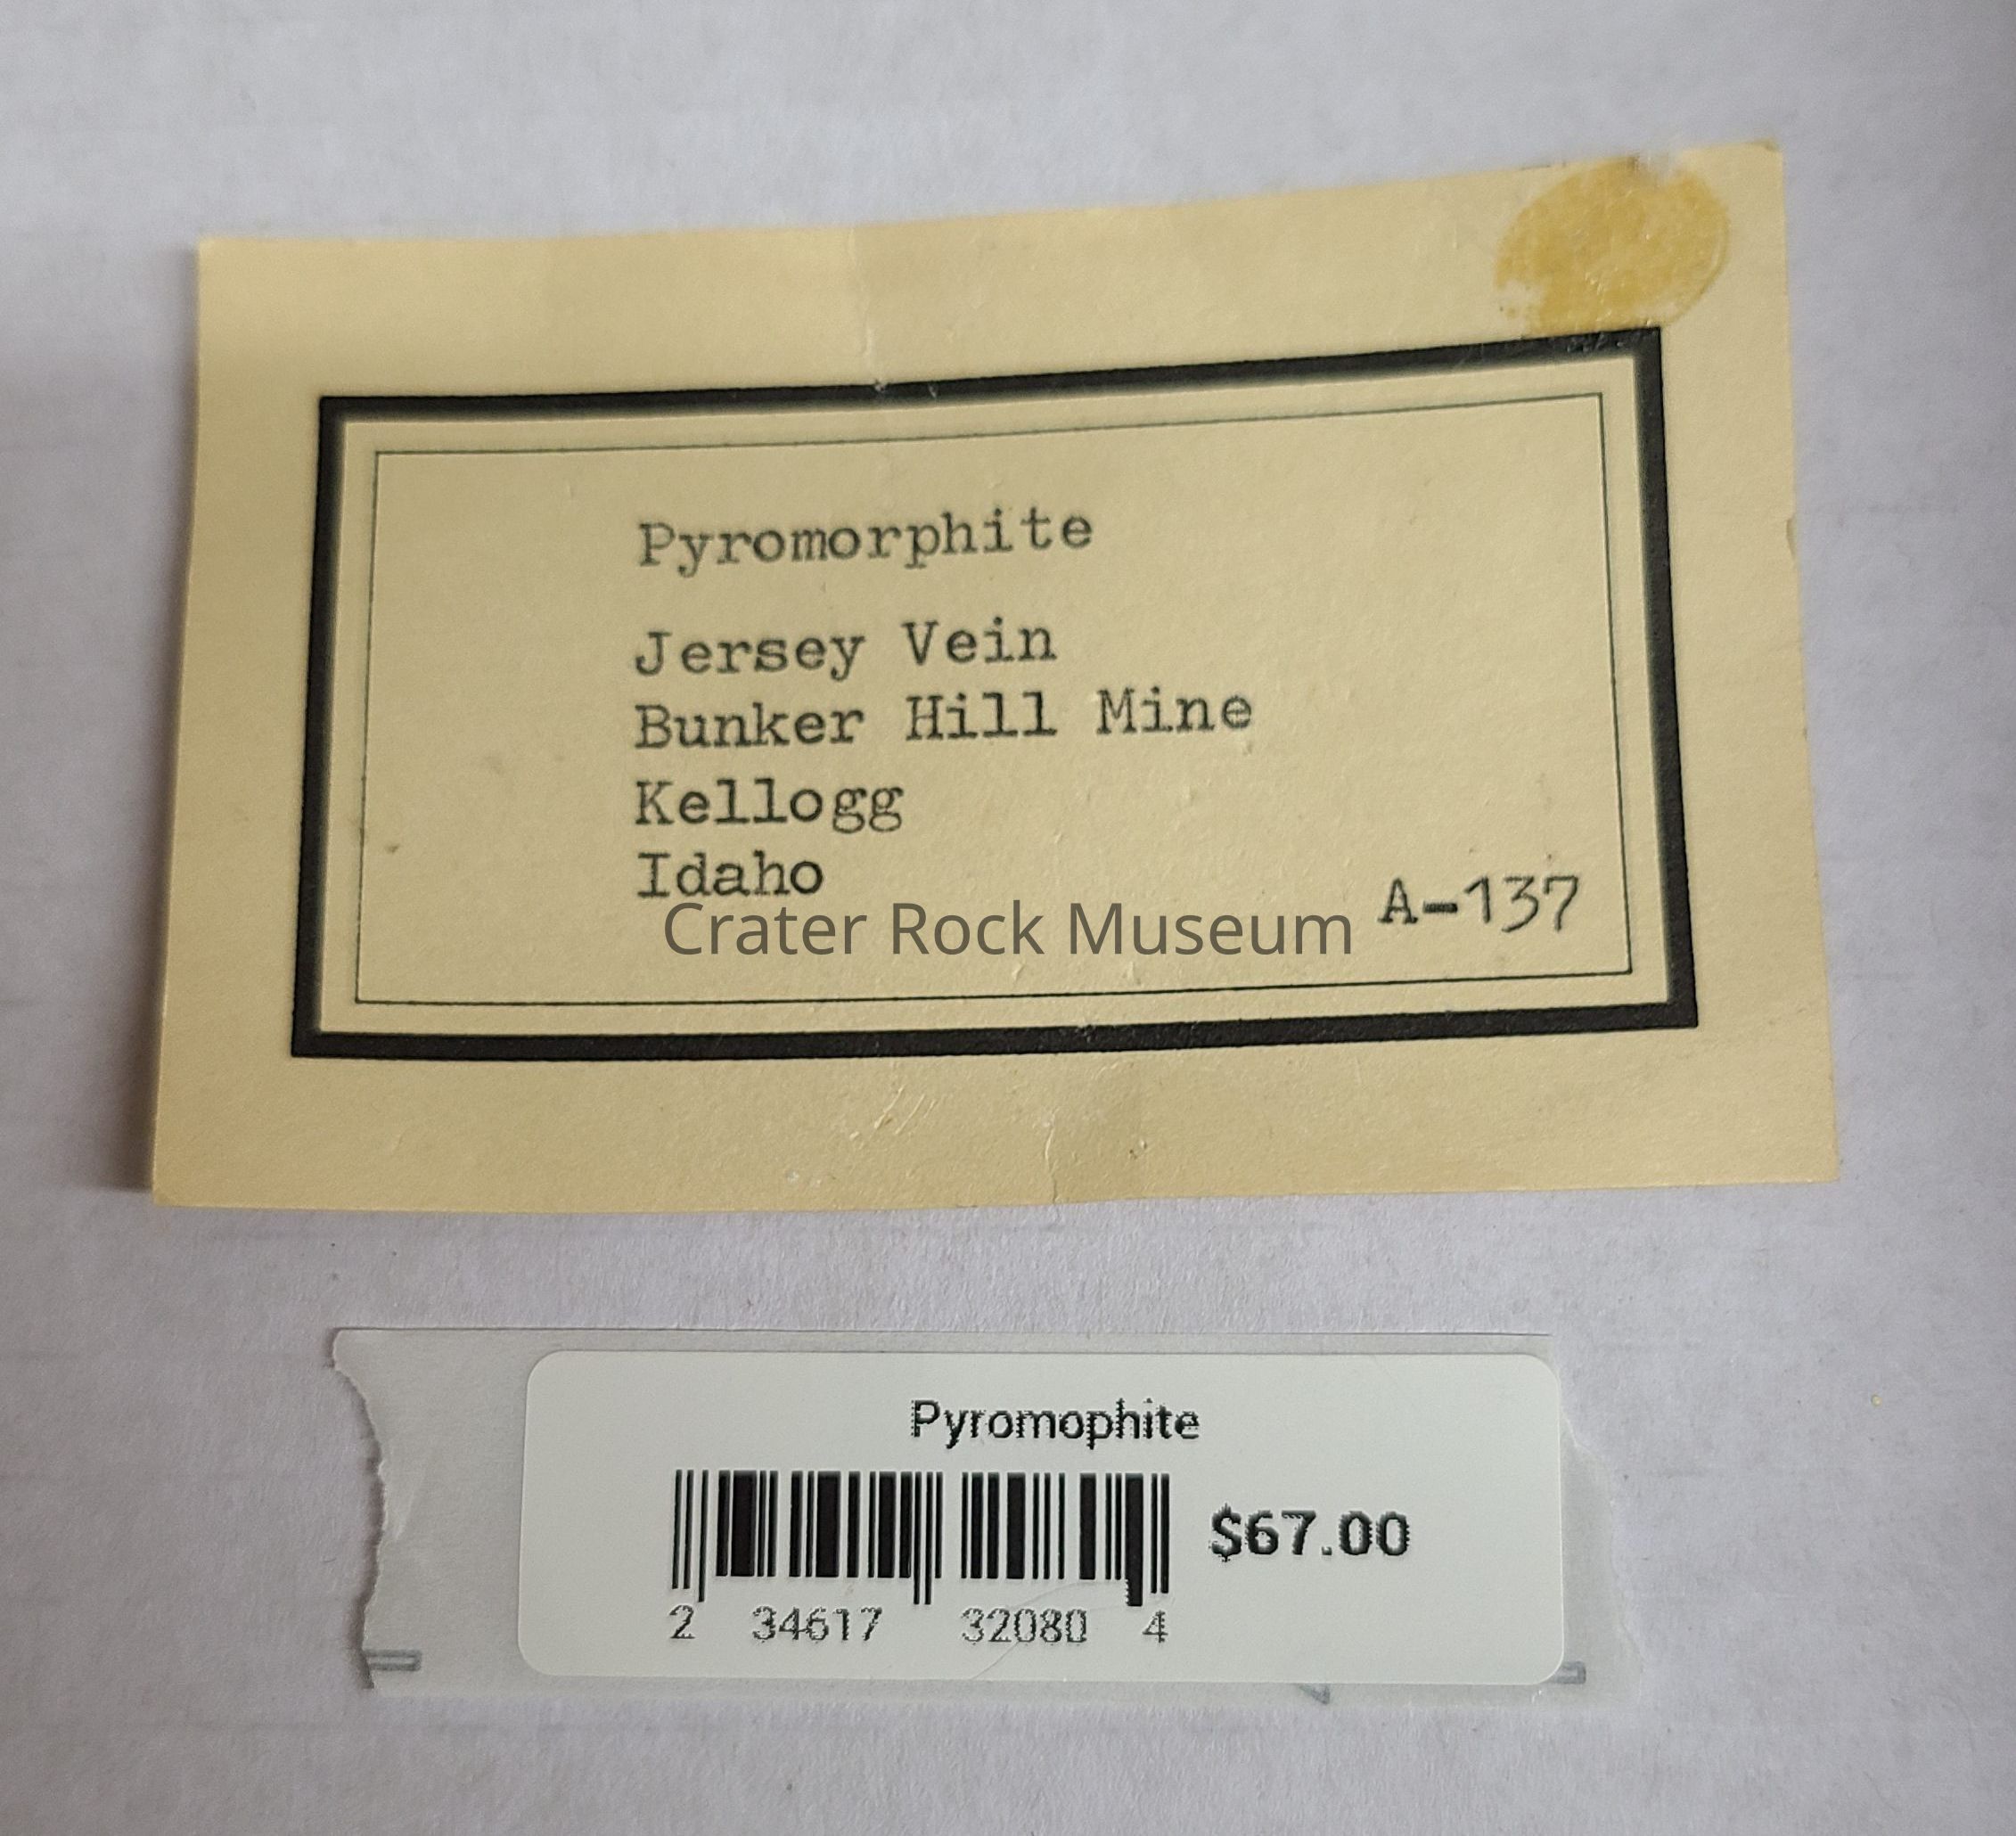 Pyromorphite
Jersey Vein
Bunker Hill Mine
Kellogg
Idaho
A-137
Crater Rock Museum
Pyromophite
$67.00
2 34617 32080 4